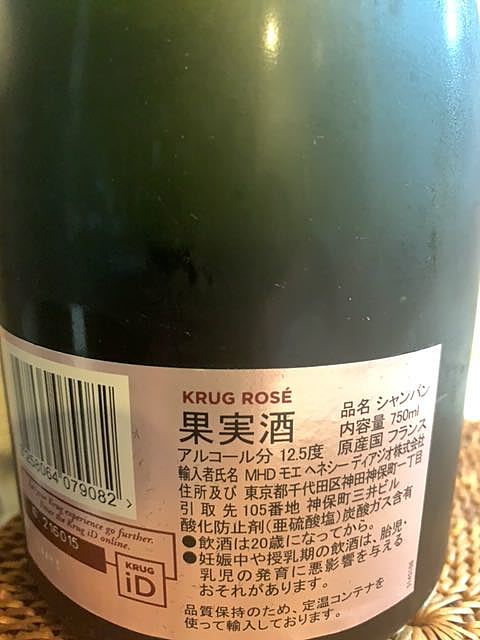 KRUG ROSÉ
果実酒
アルコール分 12.5度
品名 シャンパン
内容量 750ml
原産国 フランス
輸入者氏名 MHD モエ ヘネシー ディアジオ株式会社
住所及び 東京都千代田区神田神保町一丁目
引取先 105番地 神保町三井ビル
酸化防止剤(亜硫酸塩)炭酸ガス含有
●飲酒は20歳になってから。
●妊娠中や授乳期の飲酒は、胎児・
乳児の発育に悪影響を与える
おそれがあります。
品質保持のため、定温コンテナを
使って輸入しております。
258064 079082 >
experience go further.
the Krug iD online.
215015
KRUG
iD